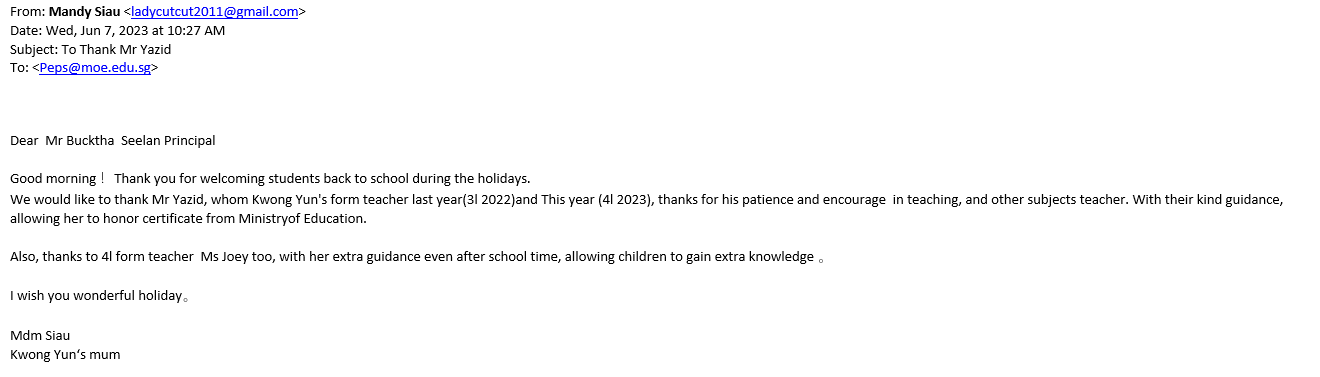 From: Mandy Siau <ladycutcut2011@gmail.com>
Date: Wed, Jun 7, 2023 at 10:27 AM
Subject: To Thank Mr Yazid
To: <Peps@moe.edu.sg>
Dear  Mr Bucktha  Seelan Principal
Good morning！ Thank you for welcoming students back to school during the holidays.
We would like to thank Mr Yazid, whom Kwong Yun's form teacher last year(3l 2022)and This year (4l 2023), thanks for his patience and encourage  in teaching, and other subjects teacher. With their kind guidance,
allowing her to honor certificate from Ministryof Education.
Also, thanks to 4l form teacher  Ms Joey too, with her extra guidance even after school time, allowing children to gain extra knowledge 。
I wish you wonderful holiday。
Mdm Siau
Kwong Yun‘s mum